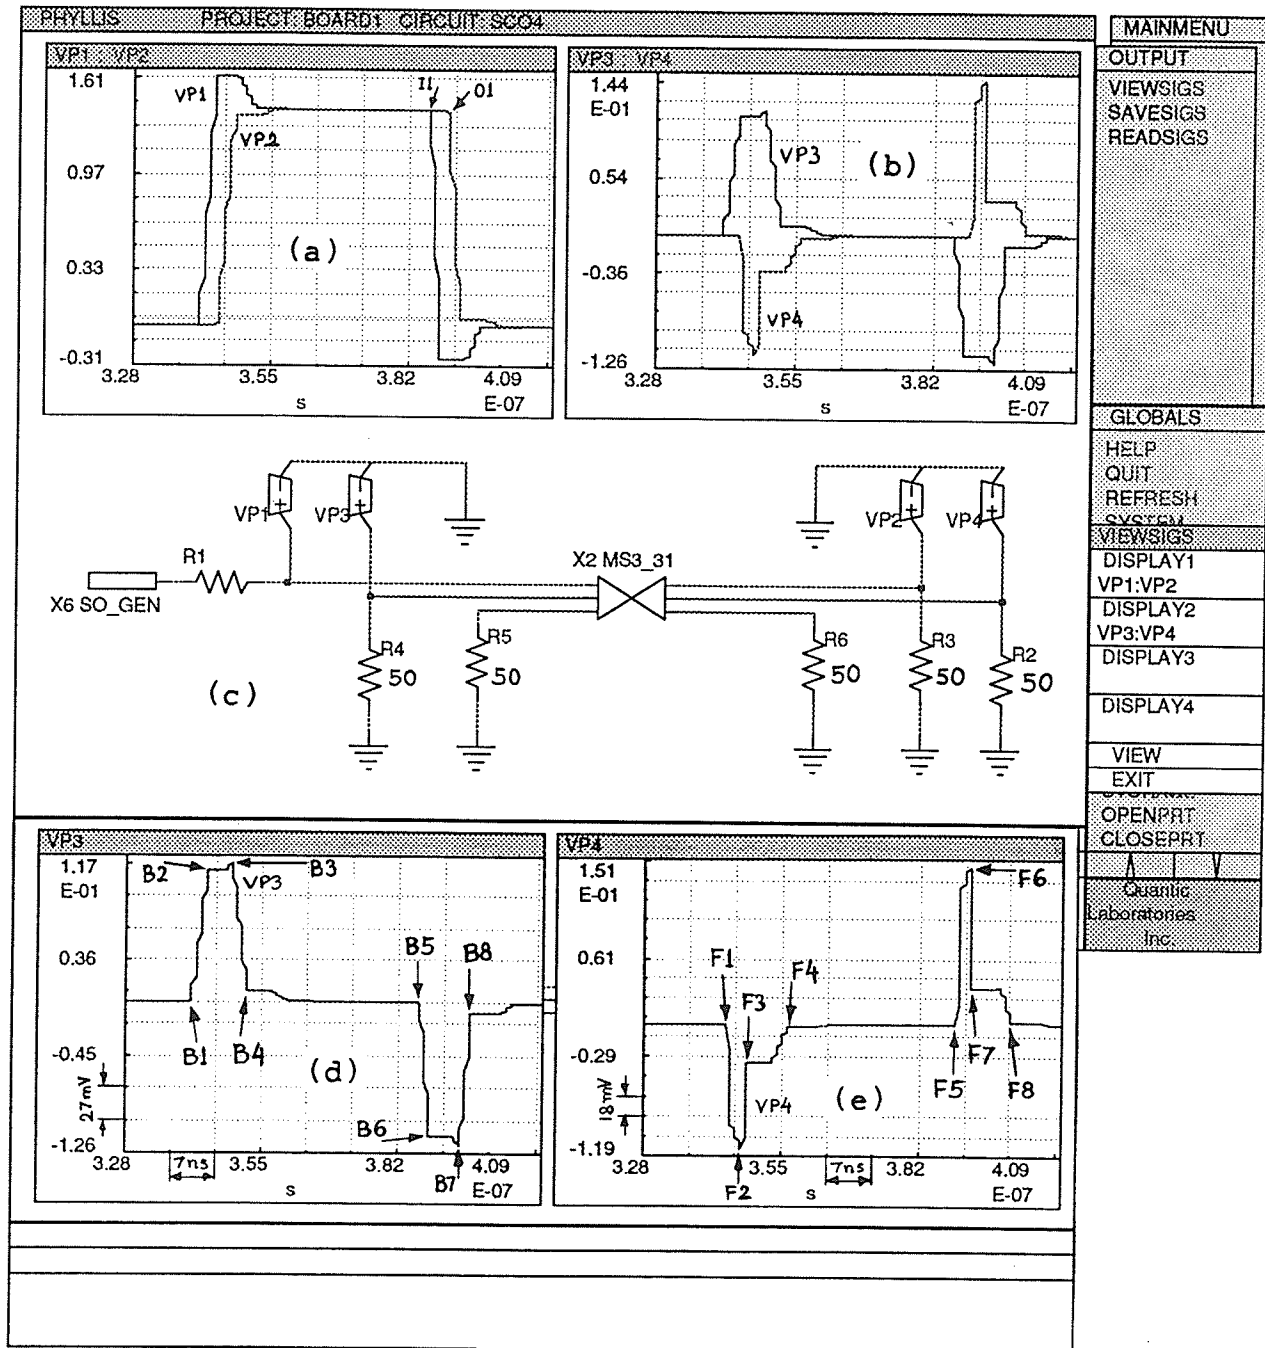 PHYLLIS PROJECT: BOARD1 CIRCUIT: SCO4
MAINMENU
OUTPUT
VIEWSIGS
SAVESIGS
READSIGS
VP1 : VP2
1.61
0.97
0.33
-0.31
3.28 3.55 3.82 4.09
s E-07
VP1
VP2
I1 O1
(a)
VP3 : VP4
1.44
E-01
0.54
-0.36
-1.26
3.28 3.55 3.82 4.09
s E-07
VP3
VP4
(b)
GLOBALS
HELP
QUIT
REFRESH
SYSTEM
VIEWSIGS
DISPLAY1
VP1:VP2
DISPLAY2
VP3:VP4
DISPLAY3
DISPLAY4
VIEW
EXIT
OPENPRT
CLOSEPRT
Quantic
Laboratories
Inc
VP1 VP3 VP2 VP4
R1
X6 SO_GEN
X2 MS3_31
R4
50
R5
50
R6
50
R3
50
R2
50
(c)
VP3
1.17
E-01
0.36
-0.45
-1.26
27mV
3.28 3.55 3.82 4.09
7ns
s E-07
B2 B3
VP3
B5 B8
B1 B4
(d)
B6
B7
VP4
1.51
E-01
0.61
-0.29
-1.19
18mV
3.28 3.55 3.82 4.09
7ns
s E-07
F6
F1
F3 F4
F7
F5 F8
VP4
(e)
F2